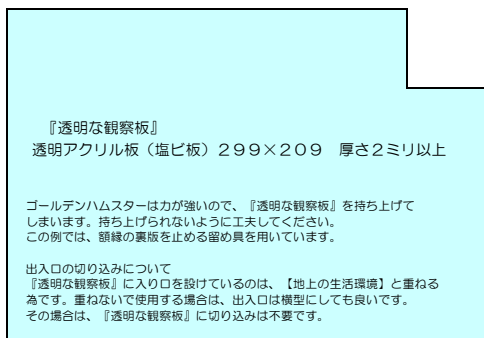 『透明な観察板』
透明アクリル板（塩ビ板）２９９×２０９　厚さ２ミリ以上
ゴールデンハムスターは力が強いので、『透明な観察板』を持ち上げて
しまいます。持ち上げられないように工夫してください。
この例では、額縁の裏版を止める留め具を用いています。
出入口の切り込みについて
『透明な観察板』に入り口を設けているのは、【地上の生活環境】と重ねる
為です。重ねないで使用する場合は、出入口は横型にしても良いです。
その場合は、『透明な観察板』に切り込みは不要です。